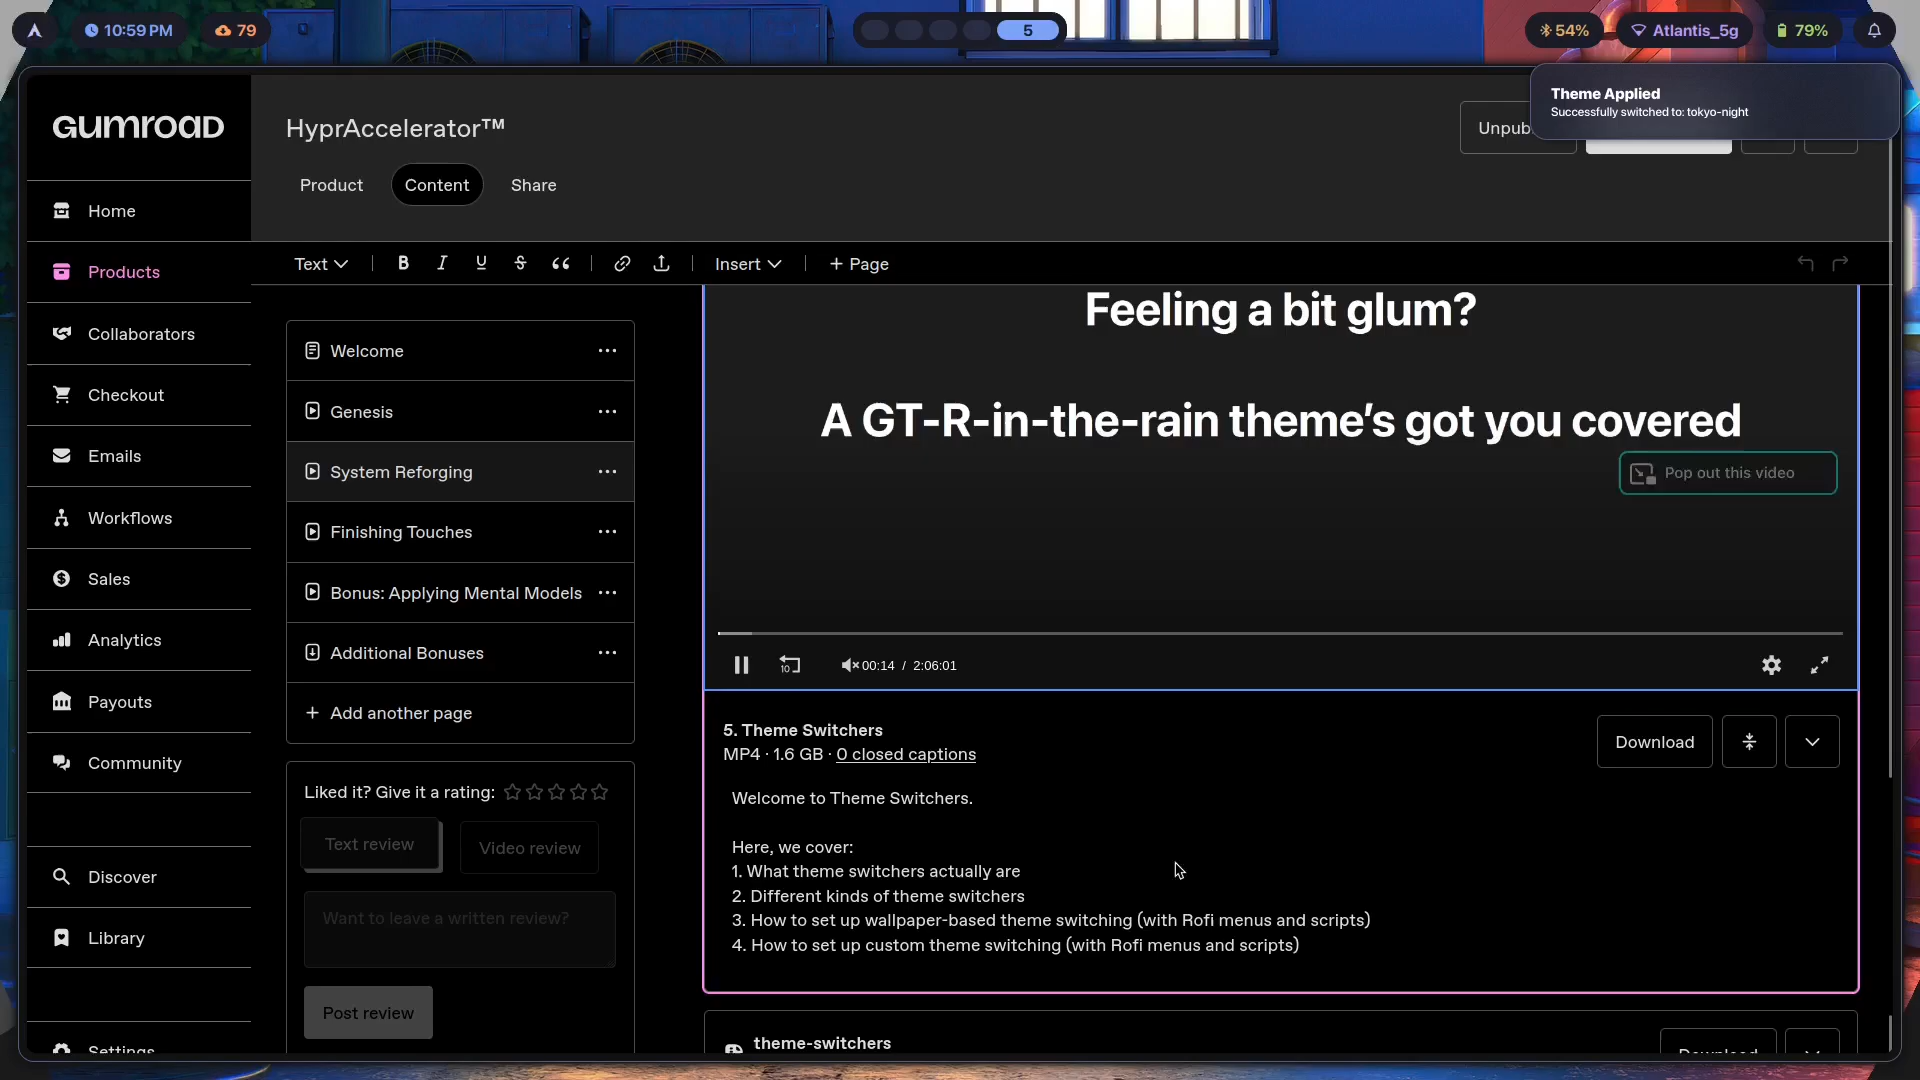 10:59 PM
79
5
54%
Atlantis_5g
79%
Theme Applied
Successfully switched to: tokyo-night
GUMROAD
HyprAccelerator™
Unpub
Product
Content
Share
Home
Products
Collaborators
Checkout
Emails
Workflows
Sales
Analytics
Payouts
Community
Discover
Library
Settings
Text
B
I
U
S
Insert
+ Page
Welcome
Genesis
System Reforging
Finishing Touches
Bonus: Applying Mental Models
Additional Bonuses
+ Add another page
Liked it? Give it a rating:
Text review
Video review
Want to leave a written review?
Post review
Feeling a bit glum?
A GT-R-in-the-rain theme's got you covered
Pop out this video
10
00:14 / 2:06:01
5. Theme Switchers
MP4 · 1.6 GB · 0 closed captions
Download
Welcome to Theme Switchers.
Here, we cover:
1. What theme switchers actually are
2. Different kinds of theme switchers
3. How to set up wallpaper-based theme switching (with Rofi menus and scripts)
4. How to set up custom theme switching (with Rofi menus and scripts)
theme-switchers
Download